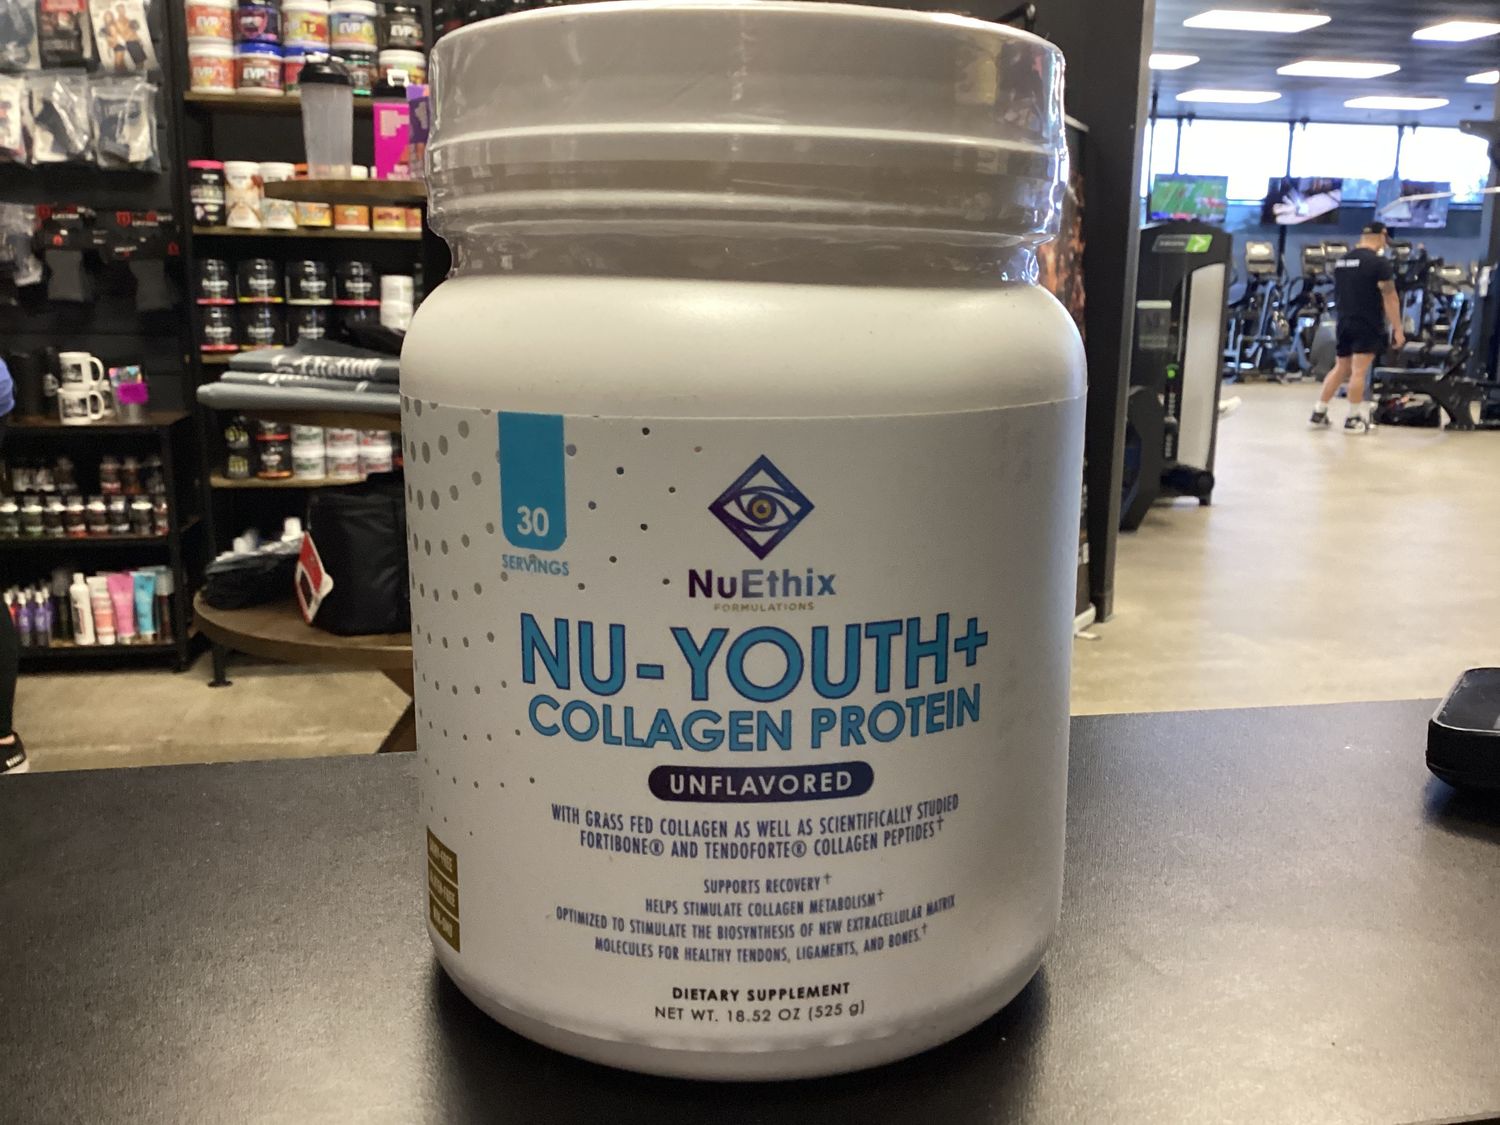 30
SERVINGS
NuEthix
FORMULATIONS
NU-YOUTH+
COLLAGEN PROTEIN
UNFLAVORED
WITH GRASS FED COLLAGEN AS WELL AS SCIENTIFICALLY STUDIED
FORTIBONE® AND TENDOFORTE® COLLAGEN PEPTIDES†
SUPPORTS RECOVERY†
HELPS STIMULATE COLLAGEN METABOLISM†
OPTIMIZED TO STIMULATE THE BIOSYNTHESIS OF NEW EXTRACELLULAR MATRIX
MOLECULES FOR HEALTHY TENDONS, LIGAMENTS, AND BONES.†
DIETARY SUPPLEMENT
NET WT. 18.52 OZ (525 g)